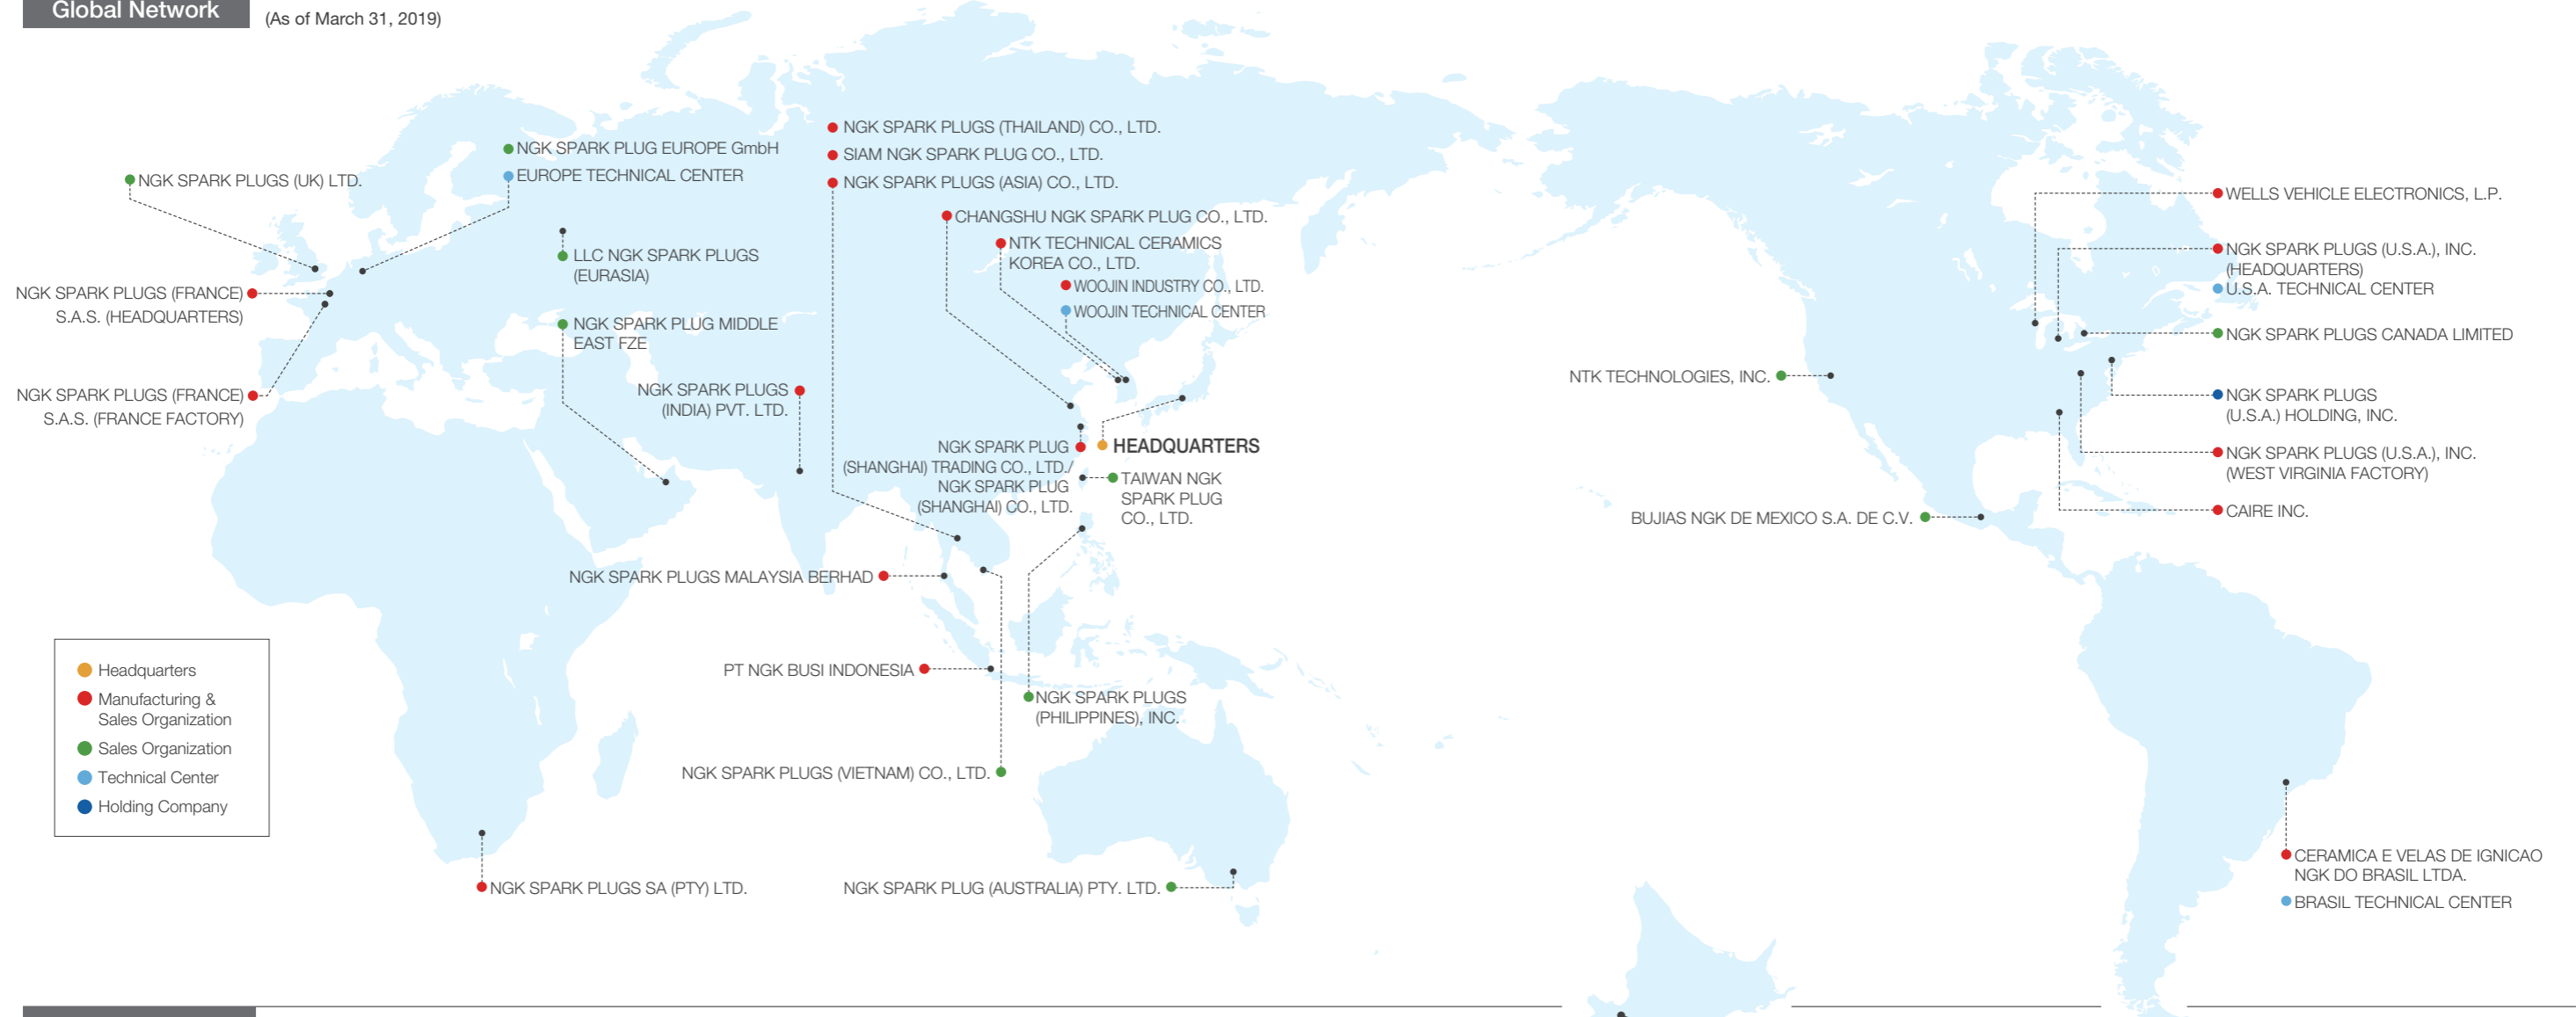 Global Network
(As of March 31, 2019)
NGK SPARK PLUGS (UK) LTD.
NGK SPARK PLUG EUROPE GmbH
EUROPE TECHNICAL CENTER
LLC NGK SPARK PLUGS
(EURASIA)
NGK SPARK PLUGS (FRANCE)
S.A.S. (HEADQUARTERS)
NGK SPARK PLUGS (FRANCE)
S.A.S. (FRANCE FACTORY)
NGK SPARK PLUG MIDDLE
EAST FZE
NGK SPARK PLUGS
(INDIA) PVT. LTD.
NGK SPARK PLUGS (THAILAND) CO., LTD.
SIAM NGK SPARK PLUG CO., LTD.
NGK SPARK PLUGS (ASIA) CO., LTD.
CHANGSHU NGK SPARK PLUG CO., LTD.
NTK TECHNICAL CERAMICS
KOREA CO., LTD.
WOOJIN INDUSTRY CO., LTD.
WOOJIN TECHNICAL CENTER
HEADQUARTERS
NGK SPARK PLUG
(SHANGHAI) TRADING CO., LTD./
NGK SPARK PLUG
(SHANGHAI) CO., LTD.
TAIWAN NGK
SPARK PLUG
CO., LTD.
NGK SPARK PLUGS MALAYSIA BERHAD
PT NGK BUSI INDONESIA
NGK SPARK PLUGS
(PHILIPPINES), INC.
NGK SPARK PLUGS (VIETNAM) CO., LTD.
NGK SPARK PLUGS SA (PTY) LTD.
NGK SPARK PLUG (AUSTRALIA) PTY. LTD.
WELLS VEHICLE ELECTRONICS, L.P.
NGK SPARK PLUGS (U.S.A.), INC.
(HEADQUARTERS)
U.S.A. TECHNICAL CENTER
NGK SPARK PLUGS CANADA LIMITED
NTK TECHNOLOGIES, INC.
NGK SPARK PLUGS
(U.S.A.) HOLDING, INC.
NGK SPARK PLUGS (U.S.A.), INC.
(WEST VIRGINIA FACTORY)
CAIRE INC.
BUJIAS NGK DE MEXICO S.A. DE C.V.
CERAMICA E VELAS DE IGNICAO
NGK DO BRASIL LTDA.
BRASIL TECHNICAL CENTER
Headquarters
Manufacturing &
Sales Organization
Sales Organization
Technical Center
Holding Company